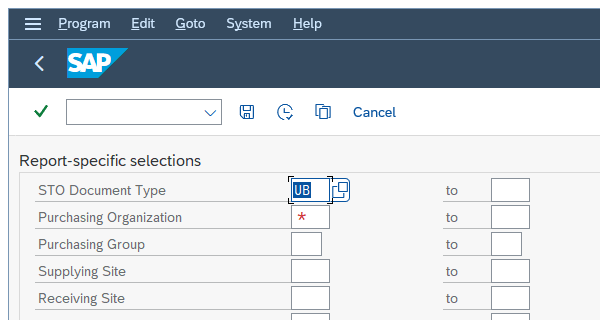 Program Edit Goto System Help
SAP
Cancel
Report-specific selections
STO Document Type UB to
Purchasing Organization * to
Purchasing Group to
Supplying Site to
Receiving Site to